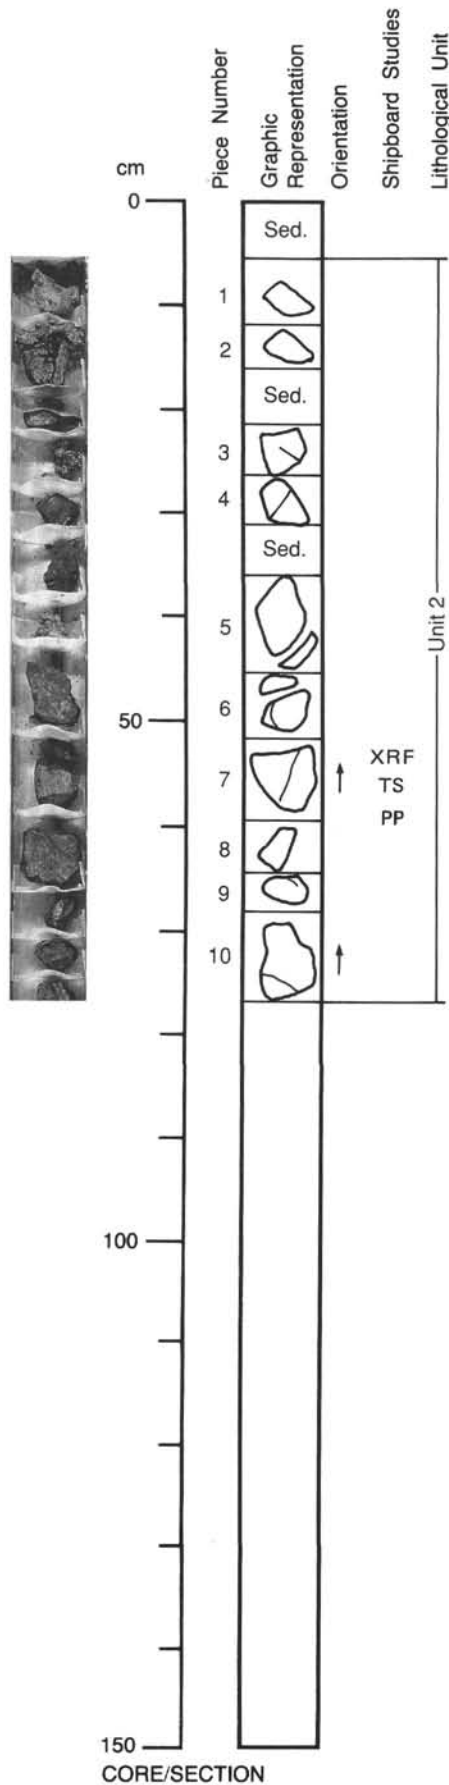 cm
Piece Number
Graphic
Representation
Orientation
Shipboard Studies
Lithological Unit
0
Sed.
1
2
Sed.
3
4
Sed.
5
Unit 2
6
50
7
XRF
TS
PP
8
9
10
100
150
CORE/SECTION